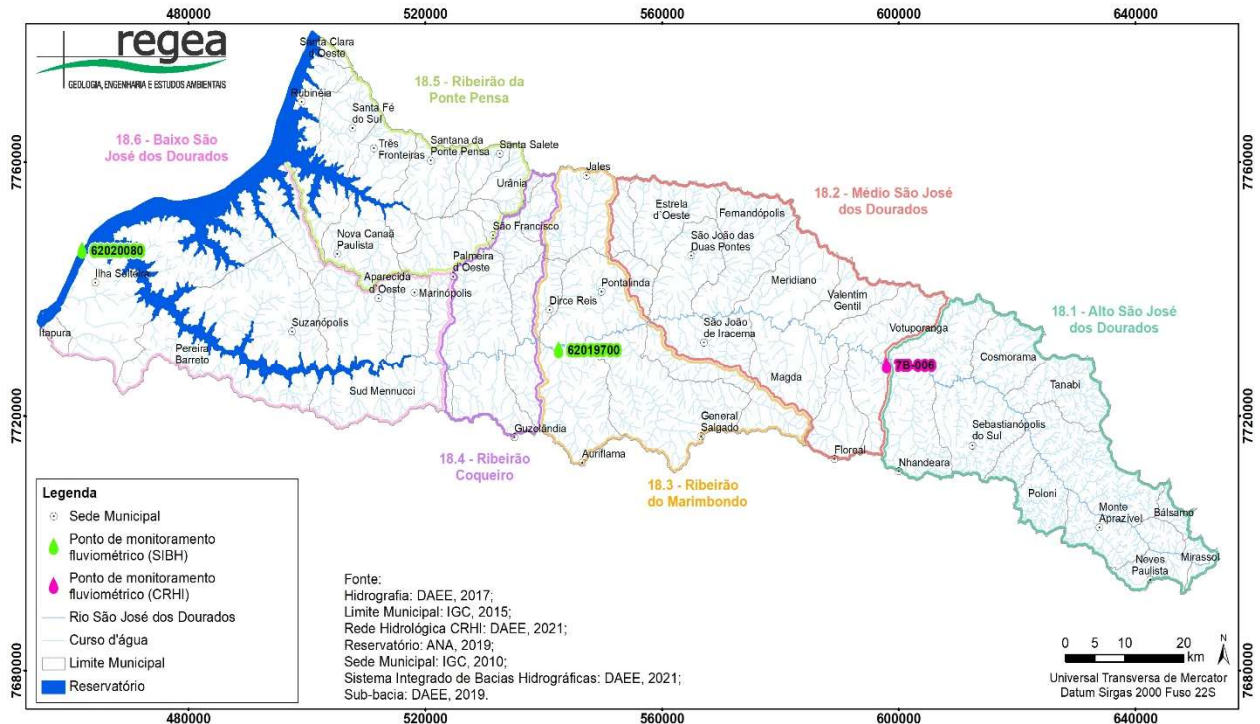 480000 520000 560000 600000 640000
regea
GEOLOGIA, ENGENHARIA E ESTUDOS AMBIENTAIS
Santa Clara
d'Oeste
18.5 - Ribeirão da
Ponte Pensa
Rubinéia
Santa Fé
do Sul
18.6 - Baixo São
José dos Dourados
Três
Fronteiras
Santana da
Ponte Pensa
Santa Salete
7760000
7760000
Jales
Urânia
18.2 - Médio São José
dos Dourados
Estrela
d'Oeste
Fernandópolis
Nova Canaã
Paulista
São Francisco
São João das
Duas Pontes
62020080
Ilha Solteira
Palmeira
d'Oeste
Aparecida
d'Oeste
Marinópolis
Pontalinda
Meridiano
Dirce Reis
Valentim
Gentil
18.1 - Alto São José
dos Dourados
Itapura
Suzanópolis
São João
de Iracema
Votuporanga
Pereira
Barreto
62019700
7B-006
Cosmorama
Sud Mennucci
Magda
Tanabi
7720000
7720000
Guzolândia
General
Salgado
Sebastianópolis
do Sul
Auriflama
Floreal
Nhandeara
18.4 - Ribeirão
Coqueiro
18.3 - Ribeirão
do Marimbondo
Poloni
Monte
Aprazível
Bálsamo
Neves
Paulista
Mirassol
Legenda
Sede Municipal
Ponto de monitoramento
fluviométrico (SIBH)
Ponto de monitoramento
fluviométrico (CRHI)
Rio São José dos Dourados
Curso d'água
Limite Municipal
Reservatório
Fonte:
Hidrografia: DAEE, 2017;
Limite Municipal: IGC, 2015;
Rede Hidrológica CRHI: DAEE, 2021;
Reservatório: ANA, 2019;
Sede Municipal: IGC, 2010;
Sistema Integrado de Bacias Hidrográficas: DAEE, 2021;
Sub-bacia: DAEE, 2019.
0 5 10 20
km
N
Universal Transversa de Mercator
Datum Sirgas 2000 Fuso 22S
7680000
7680000
480000 520000 560000 600000 640000